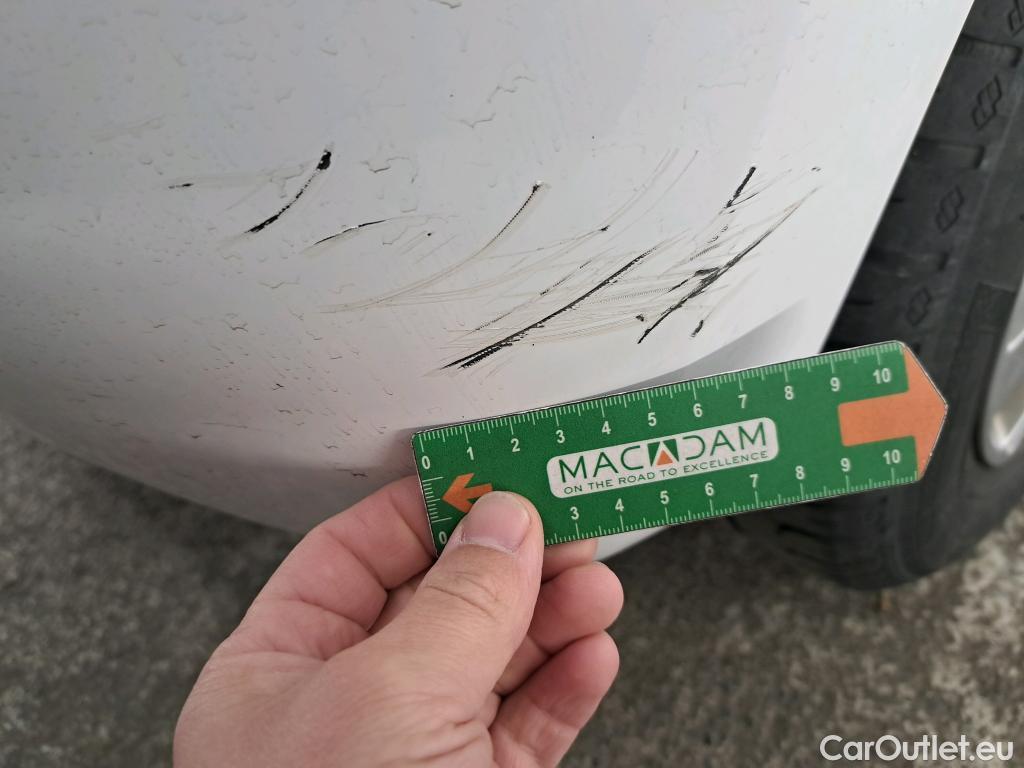 0 1 2 3 4 5 6 7 8 9 10
MACADAM
ON THE ROAD TO EXCELLENCE
0 3 4 5 6 7 8 9 10
CarOutlet.eu